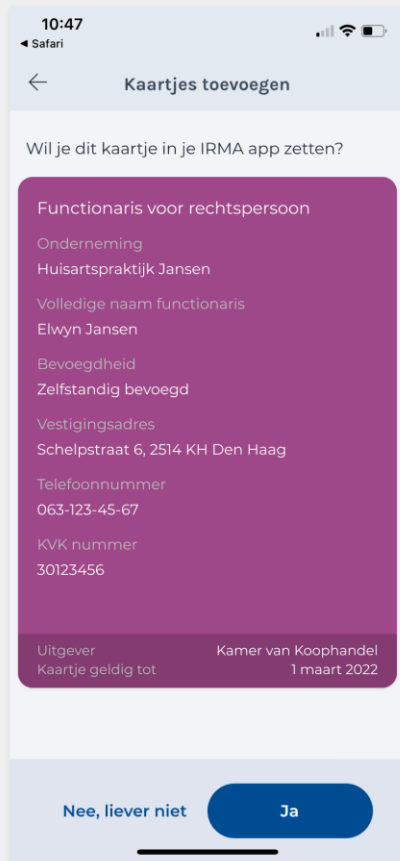 10:47
◀ Safari
Kaartjes toevoegen
Wil je dit kaartje in je IRMA app zetten?
Functionaris voor rechtspersoon
Onderneming
Huisartspraktijk Jansen
Volledige naam functionaris
Elwyn Jansen
Bevoegdheid
Zelfstandig bevoegd
Vestigingsadres
Schelpstraat 6, 2514 KH Den Haag
Telefoonnummer
063-123-45-67
KVK nummer
30123456
Uitgever Kamer van Koophandel
Kaartje geldig tot 1 maart 2022
Nee, liever niet Ja